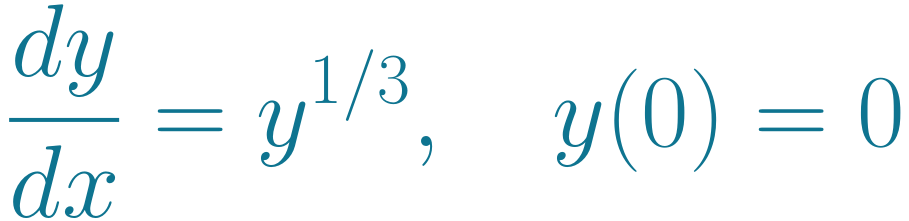 dy/dx = y^{1/3}, y(0) = 0